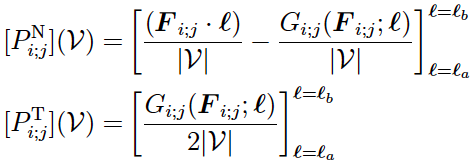 \[ [P^{\mathrm{N}}_{i;j}](\mathcal{V}) = \left[ \frac{(\boldsymbol{F}_{i;j} \cdot \boldsymbol{\ell})}{|\mathcal{V}|} - \frac{G_{i;j}(\boldsymbol{F}_{i;j}; \boldsymbol{\ell})}{|\mathcal{V}|} \right]_{\boldsymbol{\ell}=\boldsymbol{\ell}_a}^{\boldsymbol{\ell}=\boldsymbol{\ell}_b} \]
\[ [P^{\mathrm{T}}_{i;j}](\mathcal{V}) = \left[ \frac{G_{i;j}(\boldsymbol{F}_{i;j}; \boldsymbol{\ell})}{2|\mathcal{V}|} \right]_{\boldsymbol{\ell}=\boldsymbol{\ell}_a}^{\boldsymbol{\ell}=\boldsymbol{\ell}_b} \]